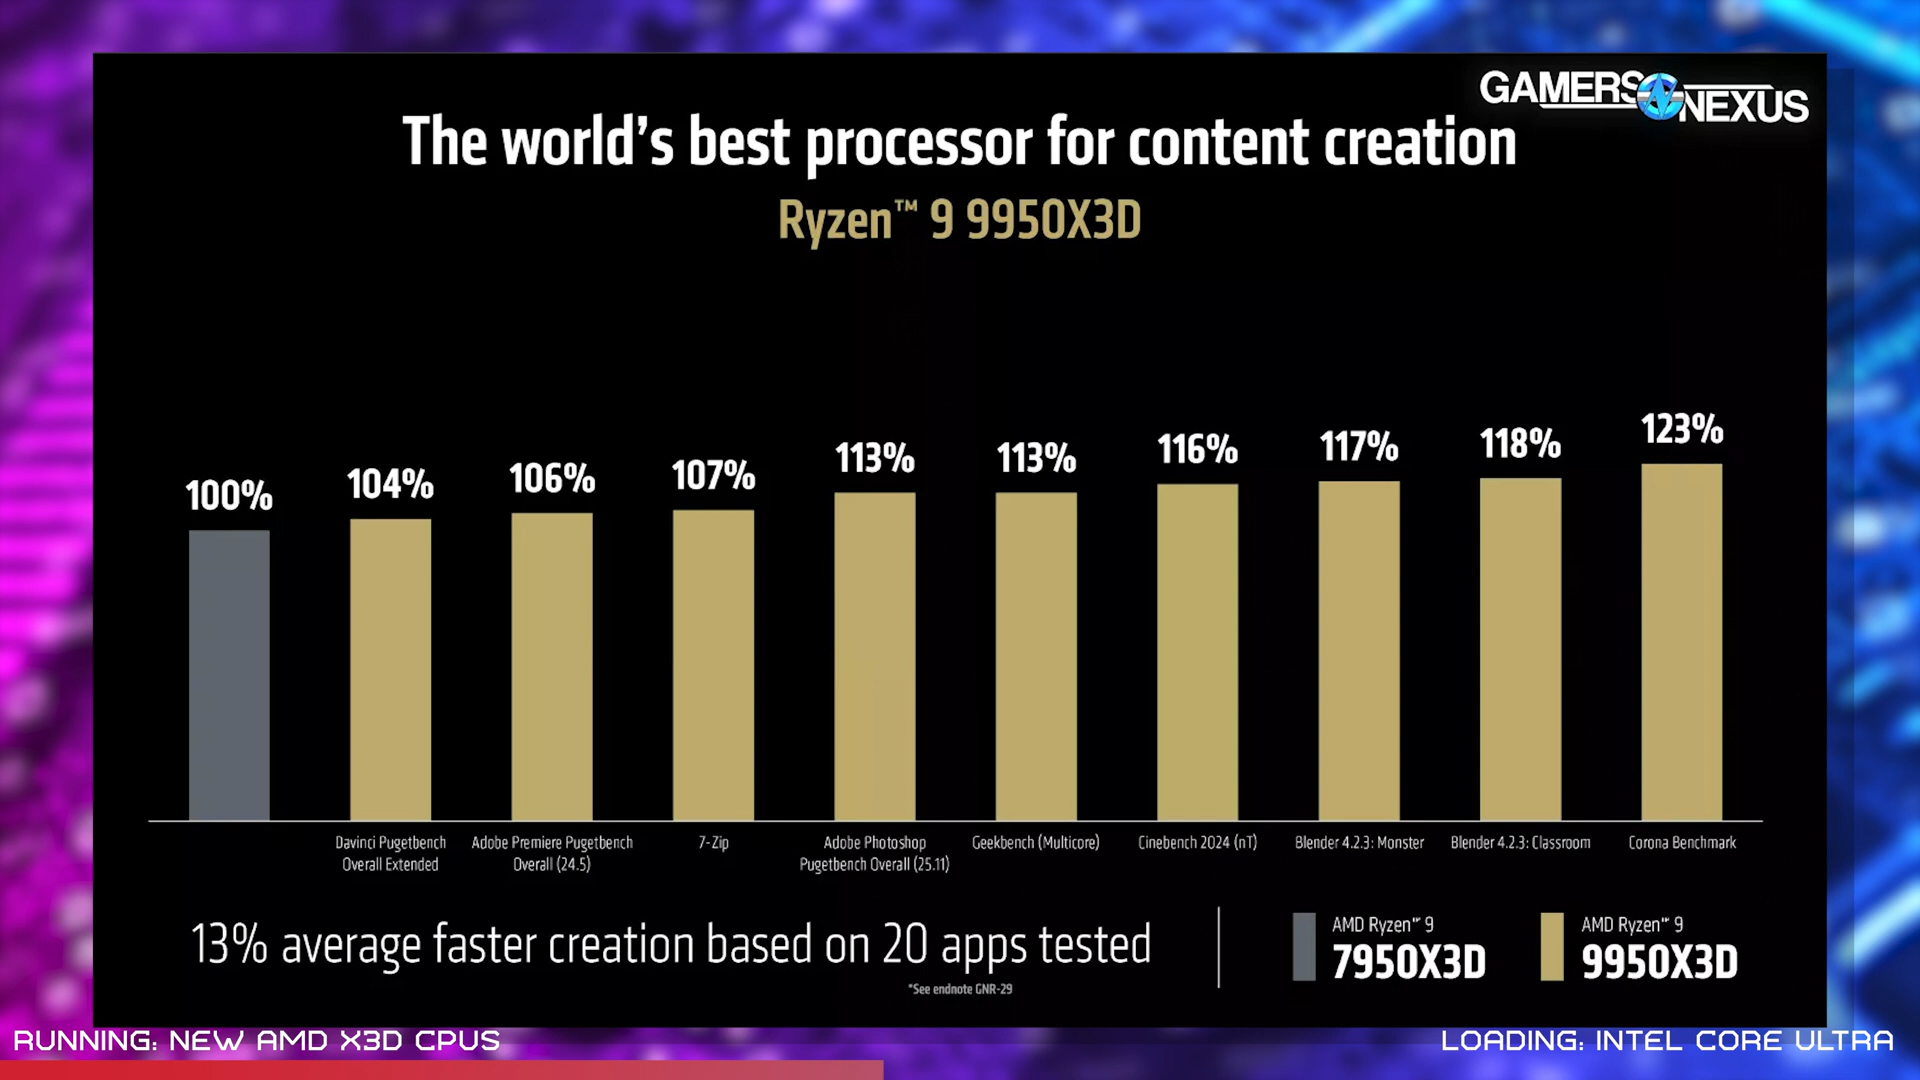 GAMERS NEXUS
The world's best processor for content creation
Ryzen™ 9 9950X3D
100%
104%
106%
107%
113%
113%
116%
117%
118%
123%
Davinci Pugetbench
Overall Extended
Adobe Premiere Pugetbench
Overall (24.5)
7-Zip
Adobe Photoshop
Pugetbench Overall (25.11)
Geekbench (Multicore)
Cinebench 2024 (nT)
Blender 4.2.3: Monster
Blender 4.2.3: Classroom
Corona Benchmark
13% average faster creation based on 20 apps tested
*See endnote GNR-29
AMD Ryzen™ 9
7950X3D
AMD Ryzen™ 9
9950X3D
RUNNING: NEW AMD X3D CPUS
LOADING: INTEL CORE ULTRA